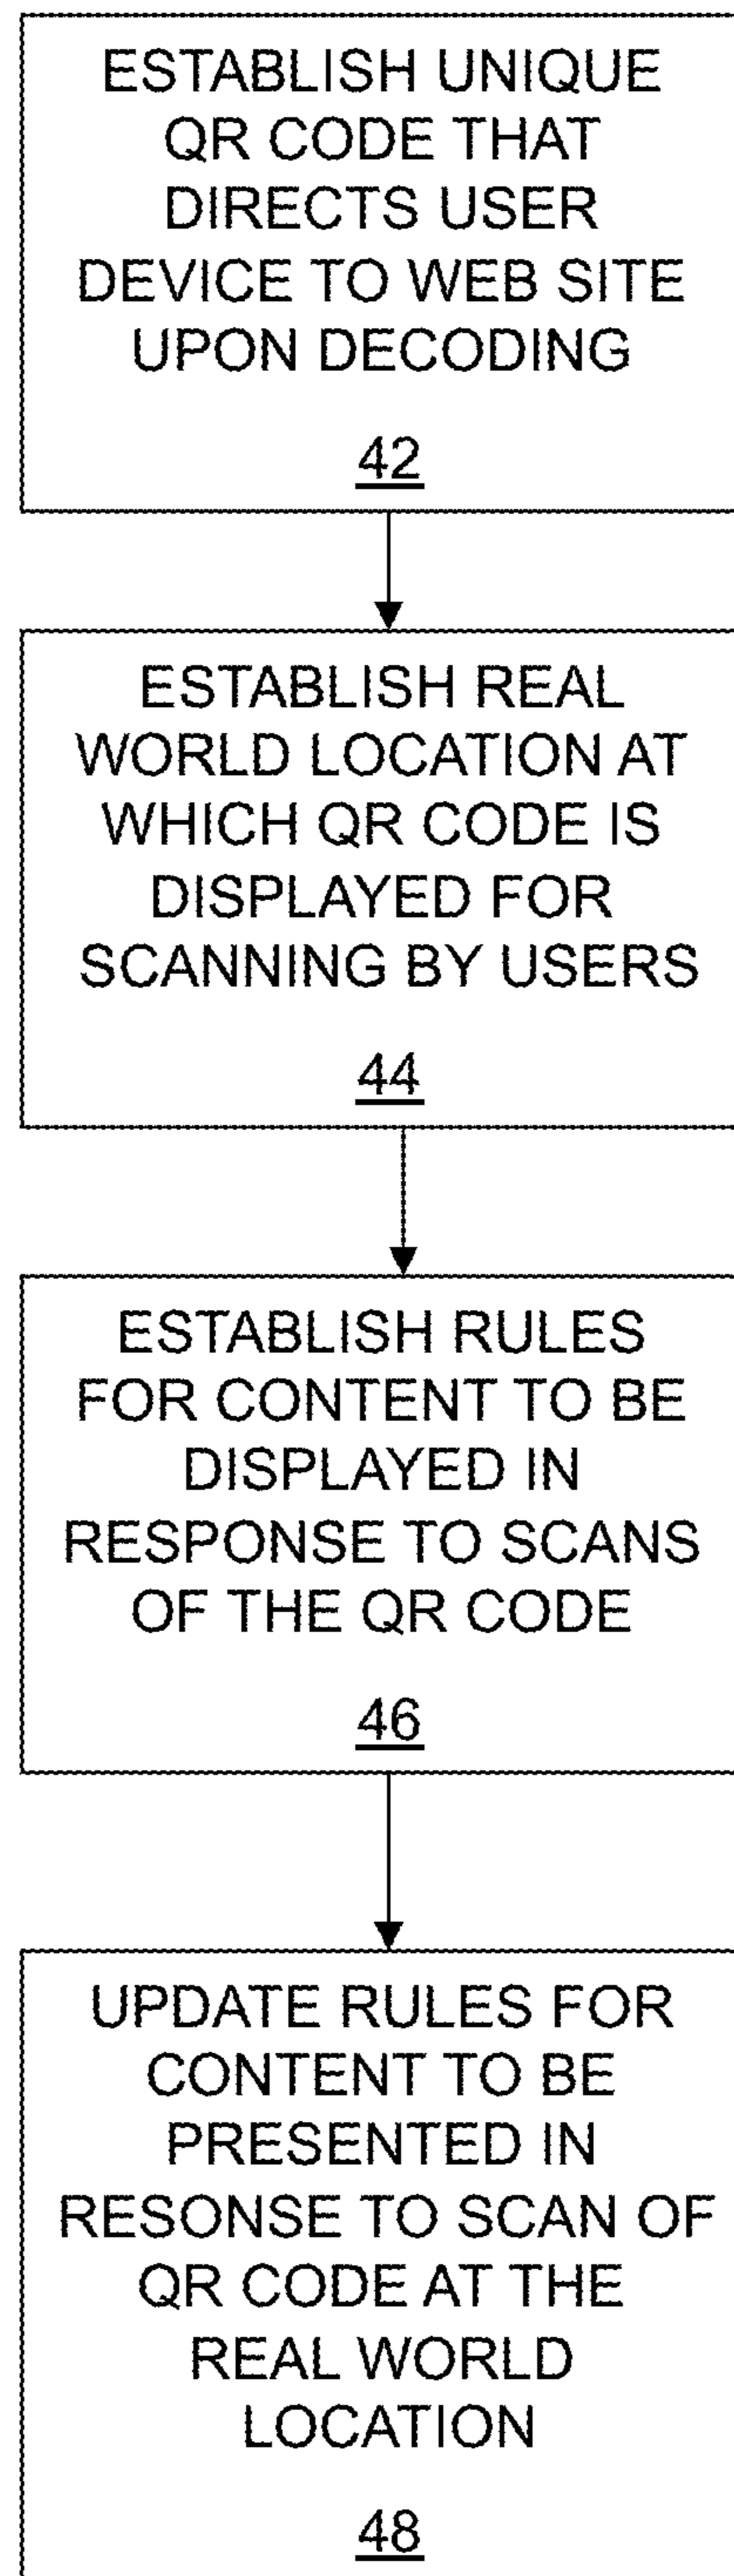 ESTABLISH UNIQUE
QR CODE THAT
DIRECTS USER
DEVICE TO WEB SITE
UPON DECODING
42
ESTABLISH REAL
WORLD LOCATION AT
WHICH QR CODE IS
DISPLAYED FOR
SCANNING BY USERS
44
ESTABLISH RULES
FOR CONTENT TO BE
DISPLAYED IN
RESPONSE TO SCANS
OF THE QR CODE
46
UPDATE RULES FOR
CONTENT TO BE
PRESENTED IN
RESONSE TO SCAN OF
QR CODE AT THE
REAL WORLD
LOCATION
48